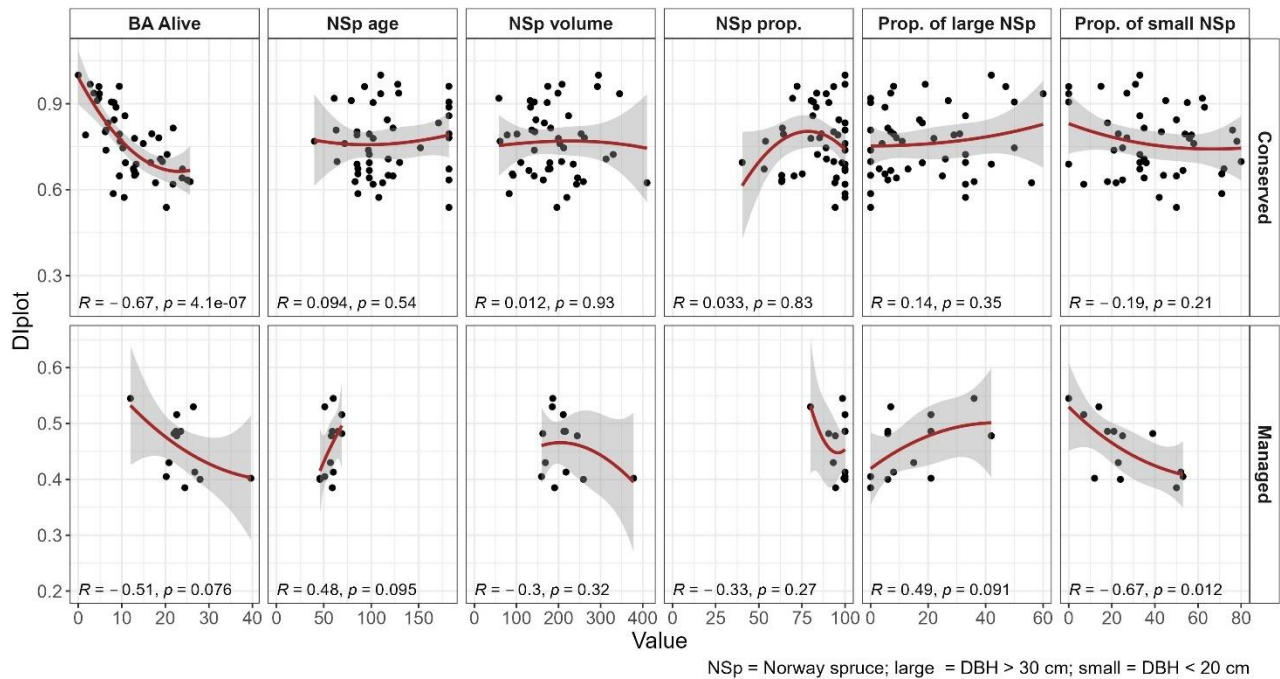 BA Alive NSp age NSp volume NSp prop. Prop. of large NSp Prop. of small NSp
0.9
0.6
0.3
R = −0.67, p = 4.1e-07 R = 0.094, p = 0.54 R = 0.012, p = 0.93 R = 0.033, p = 0.83 R = 0.14, p = 0.35 R = −0.19, p = 0.21
Conserved
DIplot
0.6
0.5
0.4
0.3
0.2
R = −0.51, p = 0.076 R = 0.48, p = 0.095 R = −0.3, p = 0.32 R = −0.33, p = 0.27 R = 0.49, p = 0.091 R = −0.67, p = 0.012
Managed
0 10 20 30 40 0 50 100 150 0 100 200 300 400 0 25 50 75 100 0 20 40 60 0 20 40 60 80
Value
NSp = Norway spruce; large = DBH > 30 cm; small = DBH < 20 cm